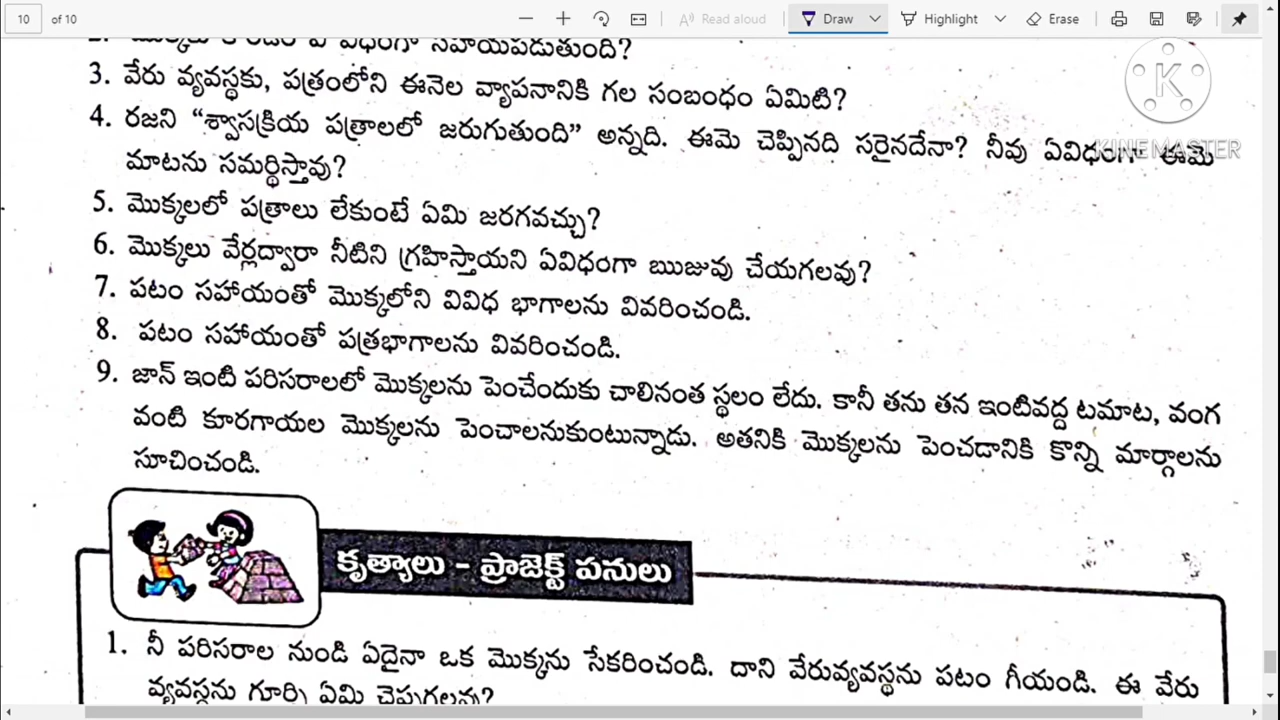 10 of 10 Read aloud Draw Highlight Erase
సహాయపడుతుంది?
3. వేరు వ్యవస్థకు, పత్రంలోని ఈనెల వ్యాపనానికి గల సంబంధం ఏమిటి?
4. రజని “శ్వాసక్రియ పత్రాలలో జరుగుతుంది” అన్నది. ఈమె చెప్పినది సరైనదేనా? నీవు ఏవిధంగా ఈమె
మాటను సమర్థిస్తావు?
K
KINEMASTER
5. మొక్కలలో పత్రాలు లేకుంటే ఏమి జరగవచ్చు?
6. మొక్కలు వేర్లద్వారా నీటిని గ్రహిస్తాయని ఏవిధంగా ఋజువు చేయగలవు?
7. పటం సహాయంతో మొక్కలోని వివిధ భాగాలను వివరించండి.
8. పటం సహాయంతో పత్రభాగాలను వివరించండి.
9. జాన్ ఇంటి పరిసరాలలో మొక్కలను పెంచేందుకు చాలినంత స్థలం లేదు. కానీ తను తన ఇంటివద్ద టమాట, వంగ
వంటి కూరగాయల మొక్కలను పెంచాలనుకుంటున్నాడు. అతనికి మొక్కలను పెంచడానికి కొన్ని మార్గాలను
సూచించండి.
కృత్యాలు - ప్రాజెక్ట్ పనులు
1. నీ పరిసరాల నుండి ఏదైనా ఒక మొక్కను సేకరించండి. దాని వేరువ్యవస్థను పటం గీయండి. ఈ వేరు
వ్యవస్థను గూర్చి ఏమి చెప్పగలవు?